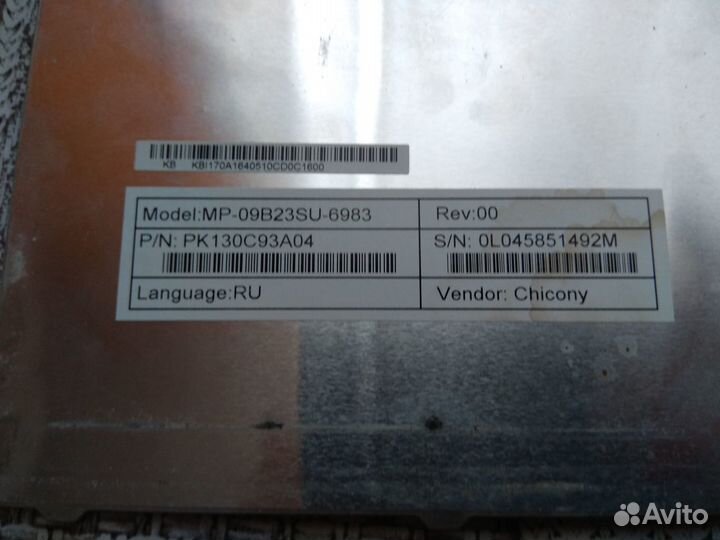 KB KBI170A1640510CD0C1600
Model:MP-09B23SU-6983 Rev:00
P/N: PK130C93A04 S/N: 0L045851492M
Language:RU Vendor: Chicony
Avito